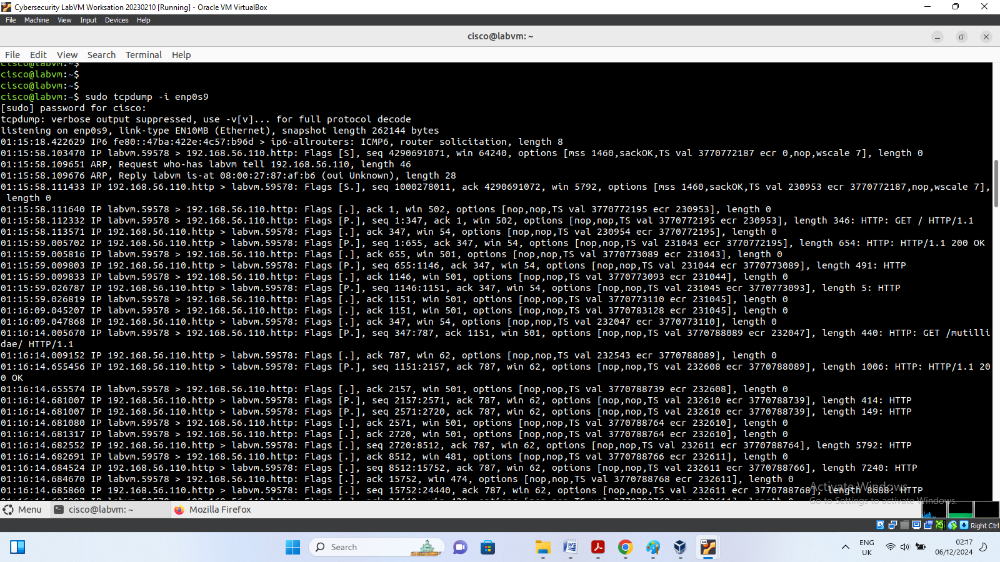 Cybersecurity LabVM Worksation 20230210 [Running] - Oracle VM VirtualBox
File Machine View Input Devices Help
cisco@labvm: ~
File Edit View Search Terminal Help
cisco@labvm:~$
cisco@labvm:~$
cisco@labvm:~$
cisco@labvm:~$ sudo tcpdump -i enp0s9
[sudo] password for cisco:
tcpdump: verbose output suppressed, use -v[v]... for full protocol decode
listening on enp0s9, link-type EN10MB (Ethernet), snapshot length 262144 bytes
01:15:18.422629 IP6 fe80::47ba:422e:4c57:b96d > ip6-allrouters: ICMP6, router solicitation, length 8
01:15:58.103470 IP labvm.59578 > 192.168.56.110.http: Flags [S], seq 4290691071, win 64240, options [mss 1460,sackOK,TS val 3770772187 ecr 0,nop,wscale 7], length 0
01:15:58.109651 ARP, Request who-has labvm tell 192.168.56.110, length 46
01:15:58.109676 ARP, Reply labvm is-at 08:00:27:87:af:b6 (oui Unknown), length 28
01:15:58.111433 IP 192.168.56.110.http > labvm.59578: Flags [S.], seq 1000278011, ack 4290691072, win 5792, options [mss 1460,sackOK,TS val 230953 ecr 3770772187,nop,wscale 7],
 length 0
01:15:58.111640 IP labvm.59578 > 192.168.56.110.http: Flags [.], ack 1, win 502, options [nop,nop,TS val 3770772195 ecr 230953], length 0
01:15:58.112332 IP labvm.59578 > 192.168.56.110.http: Flags [P.], seq 1:347, ack 1, win 502, options [nop,nop,TS val 3770772195 ecr 230953], length 346: HTTP: GET / HTTP/1.1
01:15:58.113571 IP 192.168.56.110.http > labvm.59578: Flags [.], ack 347, win 54, options [nop,nop,TS val 230954 ecr 3770772195], length 0
01:15:59.005702 IP 192.168.56.110.http > labvm.59578: Flags [P.], seq 1:655, ack 347, win 54, options [nop,nop,TS val 231043 ecr 3770772195], length 654: HTTP: HTTP/1.1 200 OK
01:15:59.005816 IP labvm.59578 > 192.168.56.110.http: Flags [.], ack 655, win 501, options [nop,nop,TS val 3770773089 ecr 231043], length 0
01:15:59.009803 IP 192.168.56.110.http > labvm.59578: Flags [P.], seq 655:1146, ack 347, win 54, options [nop,nop,TS val 231044 ecr 3770773089], length 491: HTTP
01:15:59.009833 IP labvm.59578 > 192.168.56.110.http: Flags [.], ack 1146, win 501, options [nop,nop,TS val 3770773093 ecr 231044], length 0
01:15:59.026787 IP 192.168.56.110.http > labvm.59578: Flags [P.], seq 1146:1151, ack 347, win 54, options [nop,nop,TS val 231045 ecr 3770773093], length 5: HTTP
01:15:59.026819 IP labvm.59578 > 192.168.56.110.http: Flags [.], ack 1151, win 501, options [nop,nop,TS val 3770773110 ecr 231045], length 0
01:16:09.045207 IP labvm.59578 > 192.168.56.110.http: Flags [.], ack 1151, win 501, options [nop,nop,TS val 3770783128 ecr 231045], length 0
01:16:09.047868 IP 192.168.56.110.http > labvm.59578: Flags [.], ack 347, win 54, options [nop,nop,TS val 232047 ecr 3770773110], length 0
01:16:14.005670 IP labvm.59578 > 192.168.56.110.http: Flags [P.], seq 347:787, ack 1151, win 501, options [nop,nop,TS val 3770788089 ecr 232047], length 440: HTTP: GET /mutilli
dae/ HTTP/1.1
01:16:14.009152 IP 192.168.56.110.http > labvm.59578: Flags [.], ack 787, win 62, options [nop,nop,TS val 232543 ecr 3770788089], length 0
01:16:14.655456 IP 192.168.56.110.http > labvm.59578: Flags [P.], seq 1151:2157, ack 787, win 62, options [nop,nop,TS val 232608 ecr 3770788089], length 1006: HTTP: HTTP/1.1 20
0 OK
01:16:14.655574 IP labvm.59578 > 192.168.56.110.http: Flags [.], ack 2157, win 501, options [nop,nop,TS val 3770788739 ecr 232608], length 0
01:16:14.681007 IP 192.168.56.110.http > labvm.59578: Flags [P.], seq 2157:2571, ack 787, win 62, options [nop,nop,TS val 232610 ecr 3770788739], length 414: HTTP
01:16:14.681007 IP 192.168.56.110.http > labvm.59578: Flags [P.], seq 2571:2720, ack 787, win 62, options [nop,nop,TS val 232610 ecr 3770788739], length 149: HTTP
01:16:14.681080 IP labvm.59578 > 192.168.56.110.http: Flags [.], ack 2571, win 501, options [nop,nop,TS val 3770788764 ecr 232610], length 0
01:16:14.681317 IP labvm.59578 > 192.168.56.110.http: Flags [.], ack 2720, win 501, options [nop,nop,TS val 3770788764 ecr 232610], length 0
01:16:14.682552 IP 192.168.56.110.http > labvm.59578: Flags [.], seq 2720:8512, ack 787, win 62, options [nop,nop,TS val 232611 ecr 3770788764], length 5792: HTTP
01:16:14.682691 IP labvm.59578 > 192.168.56.110.http: Flags [.], ack 8512, win 481, options [nop,nop,TS val 3770788766 ecr 232611], length 0
01:16:14.684524 IP 192.168.56.110.http > labvm.59578: Flags [.], seq 8512:15752, ack 787, win 62, options [nop,nop,TS val 232611 ecr 3770788766], length 7240: HTTP
01:16:14.684670 IP labvm.59578 > 192.168.56.110.http: Flags [.], ack 15752, win 474, options [nop,nop,TS val 3770788768 ecr 232611], length 0
01:16:14.685860 IP 192.168.56.110.http > labvm.59578: Flags [.], seq 15752:24440, ack 787, win 62, options [nop,nop,TS val 232611 ecr 3770788768], length 8688: HTTP
Activate Windows
Go to Settings to activate Windows.
Menu cisco@labvm: ~ Mozilla Firefox
Right Ctrl
Search
ENG
UK
02:17
06/12/2024